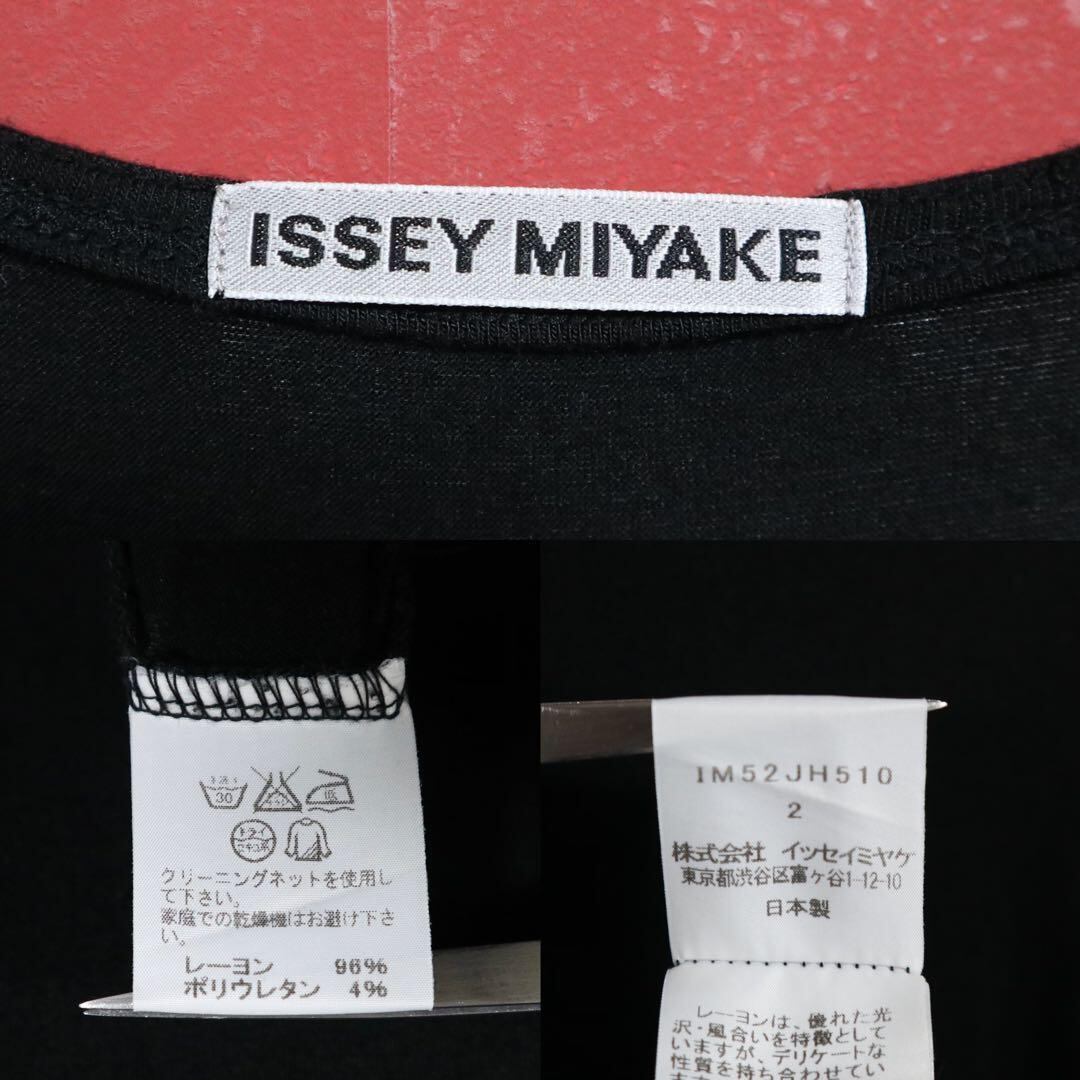 ISSEY MIYAKE
30
低
ドライ
セキユ系
クリーニングネットを使用し
て下さい。
家庭での乾燥機はお避け下さ
い。
レーヨン 96%
ポリウレタン 4%
IM52JH510
2
株式会社 イッセイミヤケ
東京都渋谷区富ヶ谷1-12-10
日本製
レーヨンは、優れた光
沢・風合いを特徴として
いますが、デリケートな
性質を持ち合わせてい